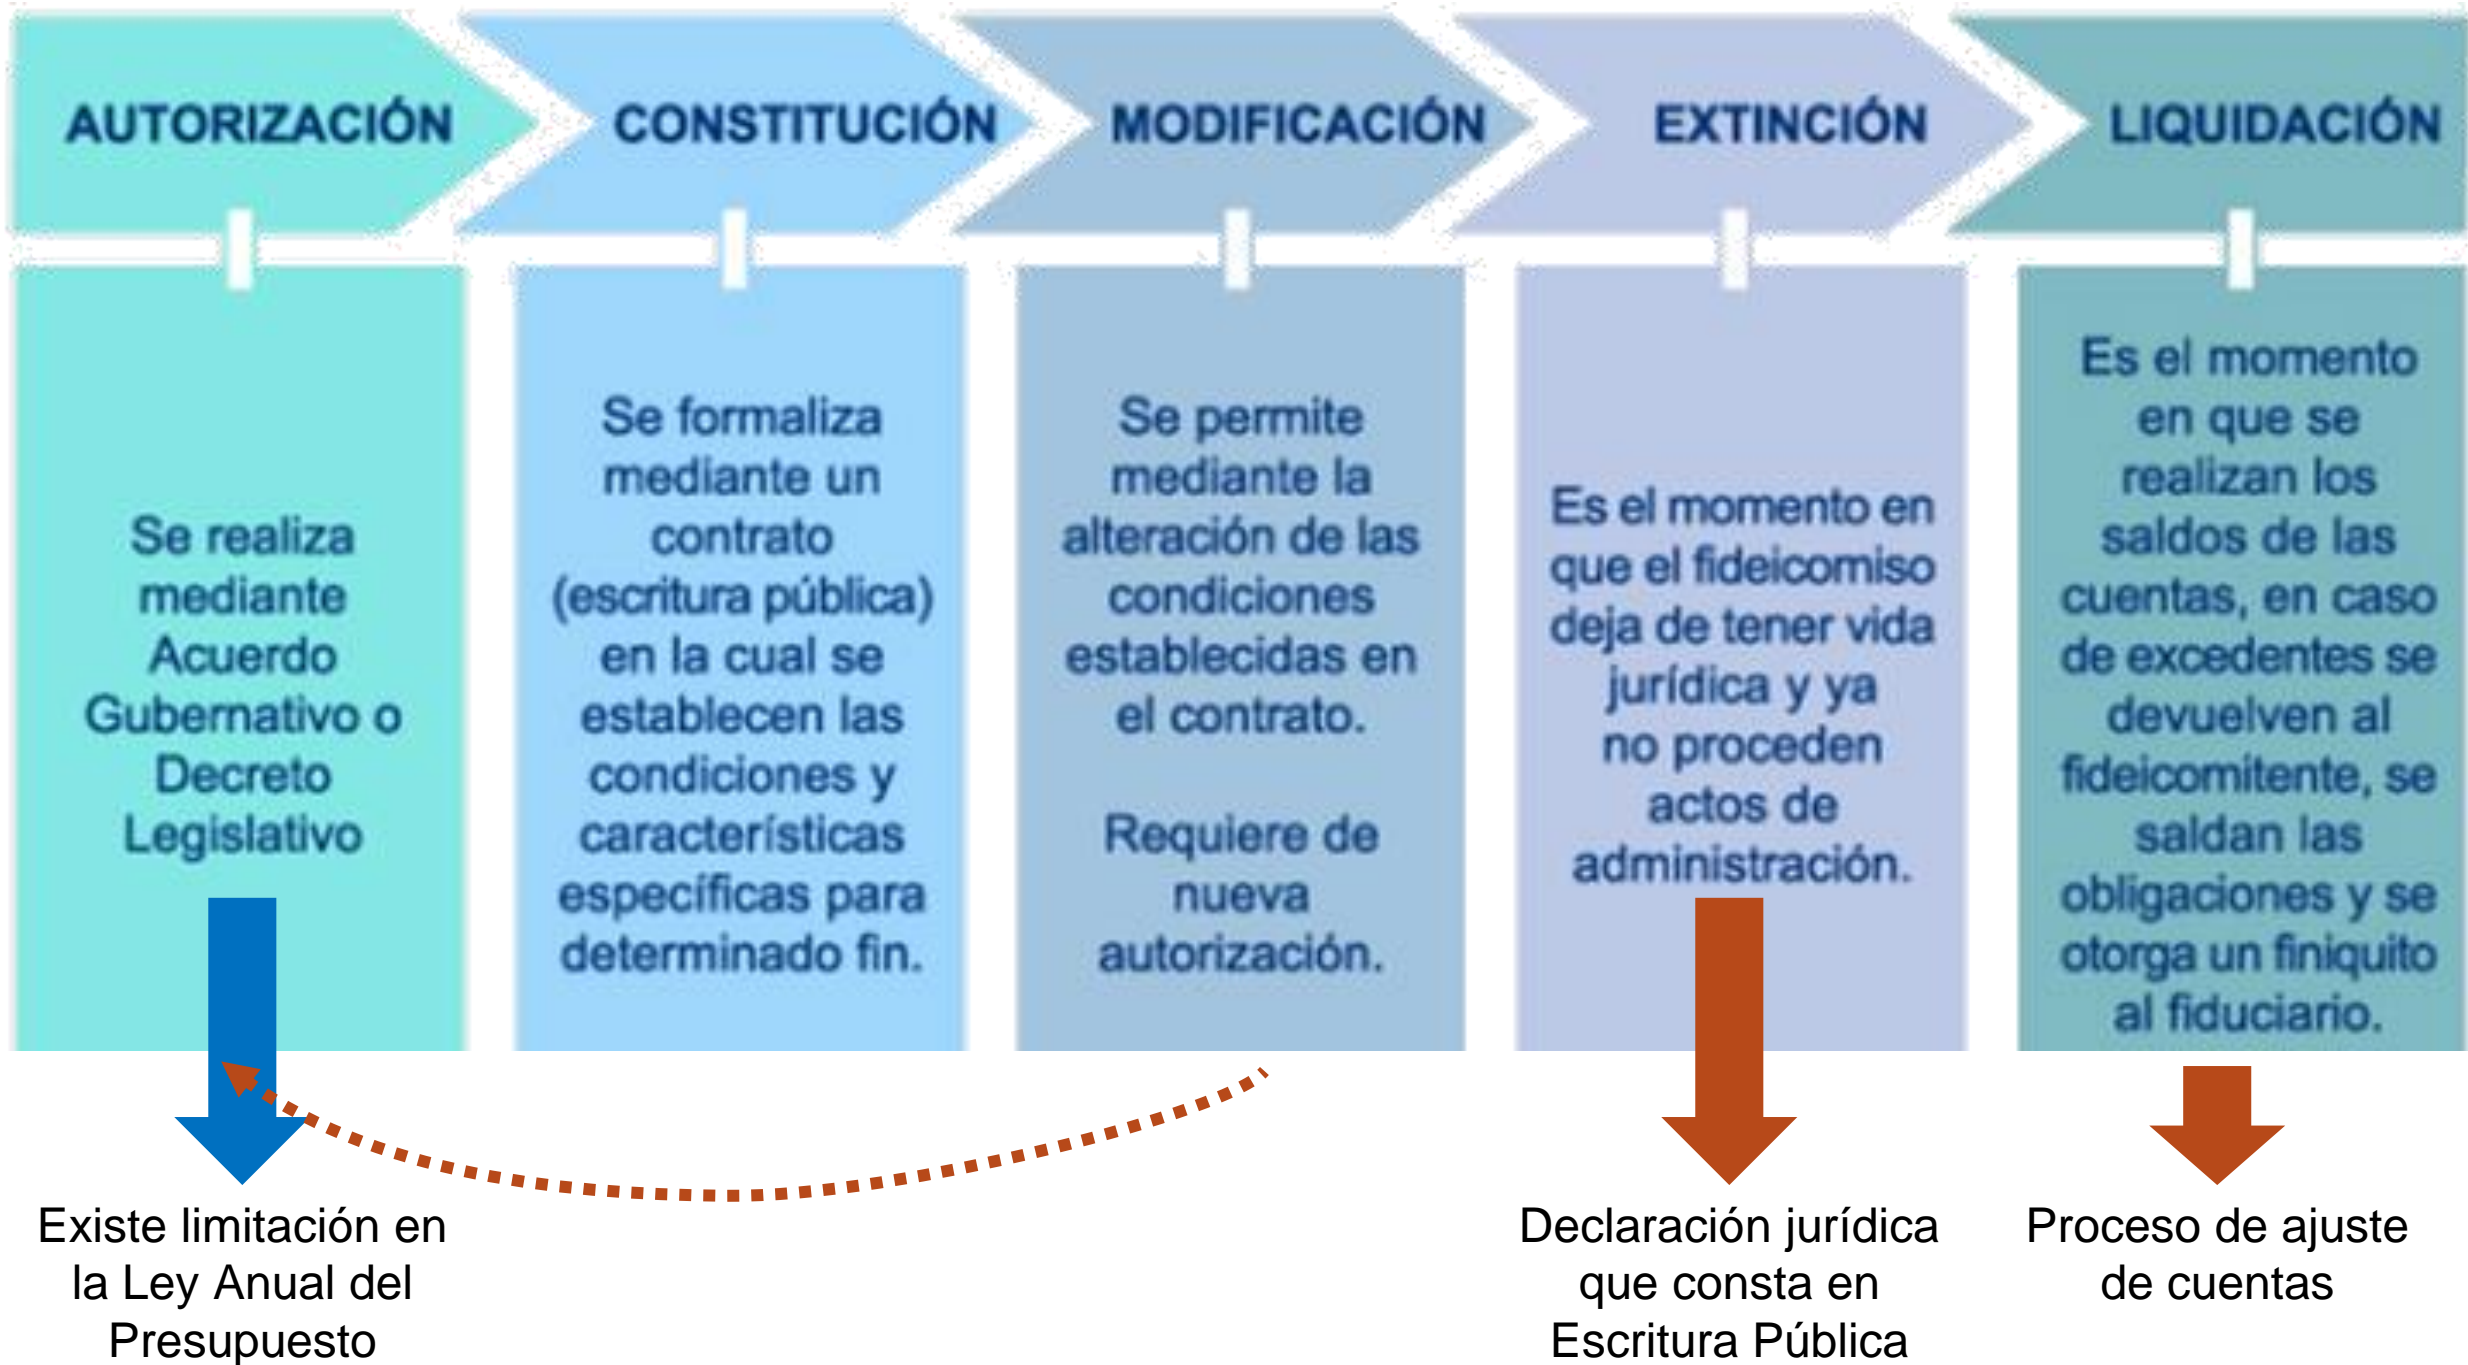 AUTORIZACIÓN
Se realiza
mediante
Acuerdo
Gubernativo o
Decreto
Legislativo
Existe limitación en
la Ley Anual del
Presupuesto
CONSTITUCIÓN
Se formaliza
mediante un
contrato
(escritura pública)
en la cual se
establecen las
condiciones y
características
específicas para
determinado fin.
MODIFICACIÓN
Se permite
mediante la
alteración de las
condiciones
establecidas en
el contrato.
Requiere de
nueva
autorización.
EXTINCIÓN
Es el momento en
que el fideicomiso
deja de tener vida
jurídica y ya
no proceden
actos de
administración.
Declaración jurídica
que consta en
Escritura Pública
LIQUIDACIÓN
Es el momento
en que se
realizan los
saldos de las
cuentas, en caso
de excedentes se
devuelven al
fideicomitente, se
saldan las
obligaciones y se
otorga un finiquito
al fiduciario.
Proceso de ajuste
de cuentas